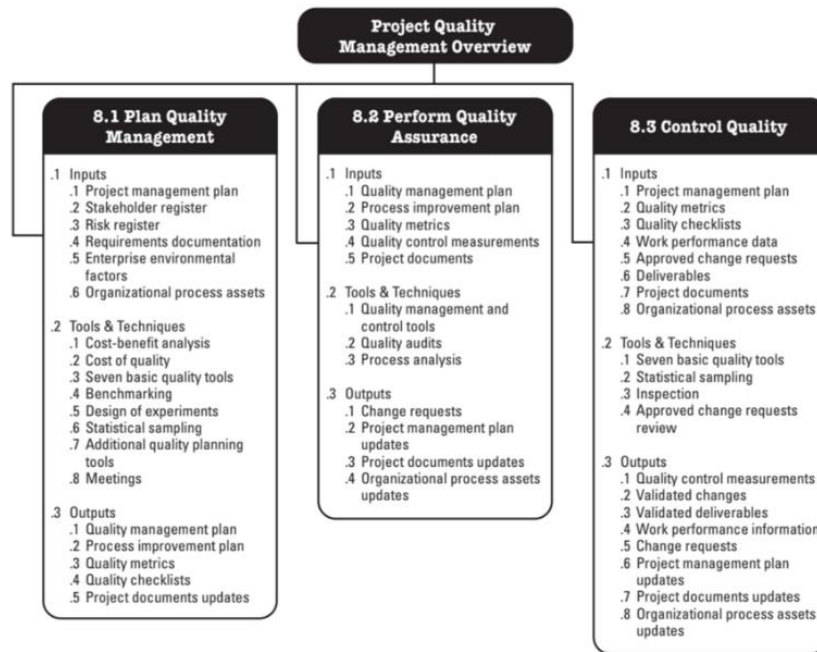 Project Quality
Management Overview
8.1 Plan Quality
Management
.1 Inputs
.1 Project management plan
.2 Stakeholder register
.3 Risk register
.4 Requirements documentation
.5 Enterprise environmental
factors
.6 Organizational process assets
.2 Tools & Techniques
.1 Cost-benefit analysis
.2 Cost of quality
.3 Seven basic quality tools
.4 Benchmarking
.5 Design of experiments
.6 Statistical sampling
.7 Additional quality planning
tools
.8 Meetings
.3 Outputs
.1 Quality management plan
.2 Process improvement plan
.3 Quality metrics
.4 Quality checklists
.5 Project documents updates
8.2 Perform Quality
Assurance
.1 Inputs
.1 Quality management plan
.2 Process improvement plan
.3 Quality metrics
.4 Quality control measurements
.5 Project documents
.2 Tools & Techniques
.1 Quality management and
control tools
.2 Quality audits
.3 Process analysis
.3 Outputs
.1 Change requests
.2 Project management plan
updates
.3 Project documents updates
.4 Organizational process assets
updates
8.3 Control Quality
.1 Inputs
.1 Project management plan
.2 Quality metrics
.3 Quality checklists
.4 Work performance data
.5 Approved change requests
.6 Deliverables
.7 Project documents
.8 Organizational process assets
.2 Tools & Techniques
.1 Seven basic quality tools
.2 Statistical sampling
.3 Inspection
.4 Approved change requests
review
.3 Outputs
.1 Quality control measurements
.2 Validated changes
.3 Validated deliverables
.4 Work performance information
.5 Change requests
.6 Project management plan
updates
.7 Project documents updates
.8 Organizational process assets
updates